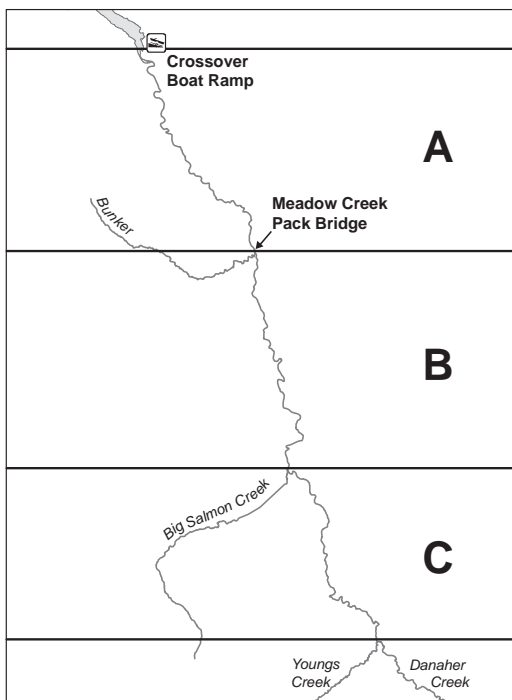 Crossover
Boat Ramp
A
Bunker
Meadow Creek
Pack Bridge
B
Big Salmon Creek
C
Youngs
Creek
Danaher
Creek